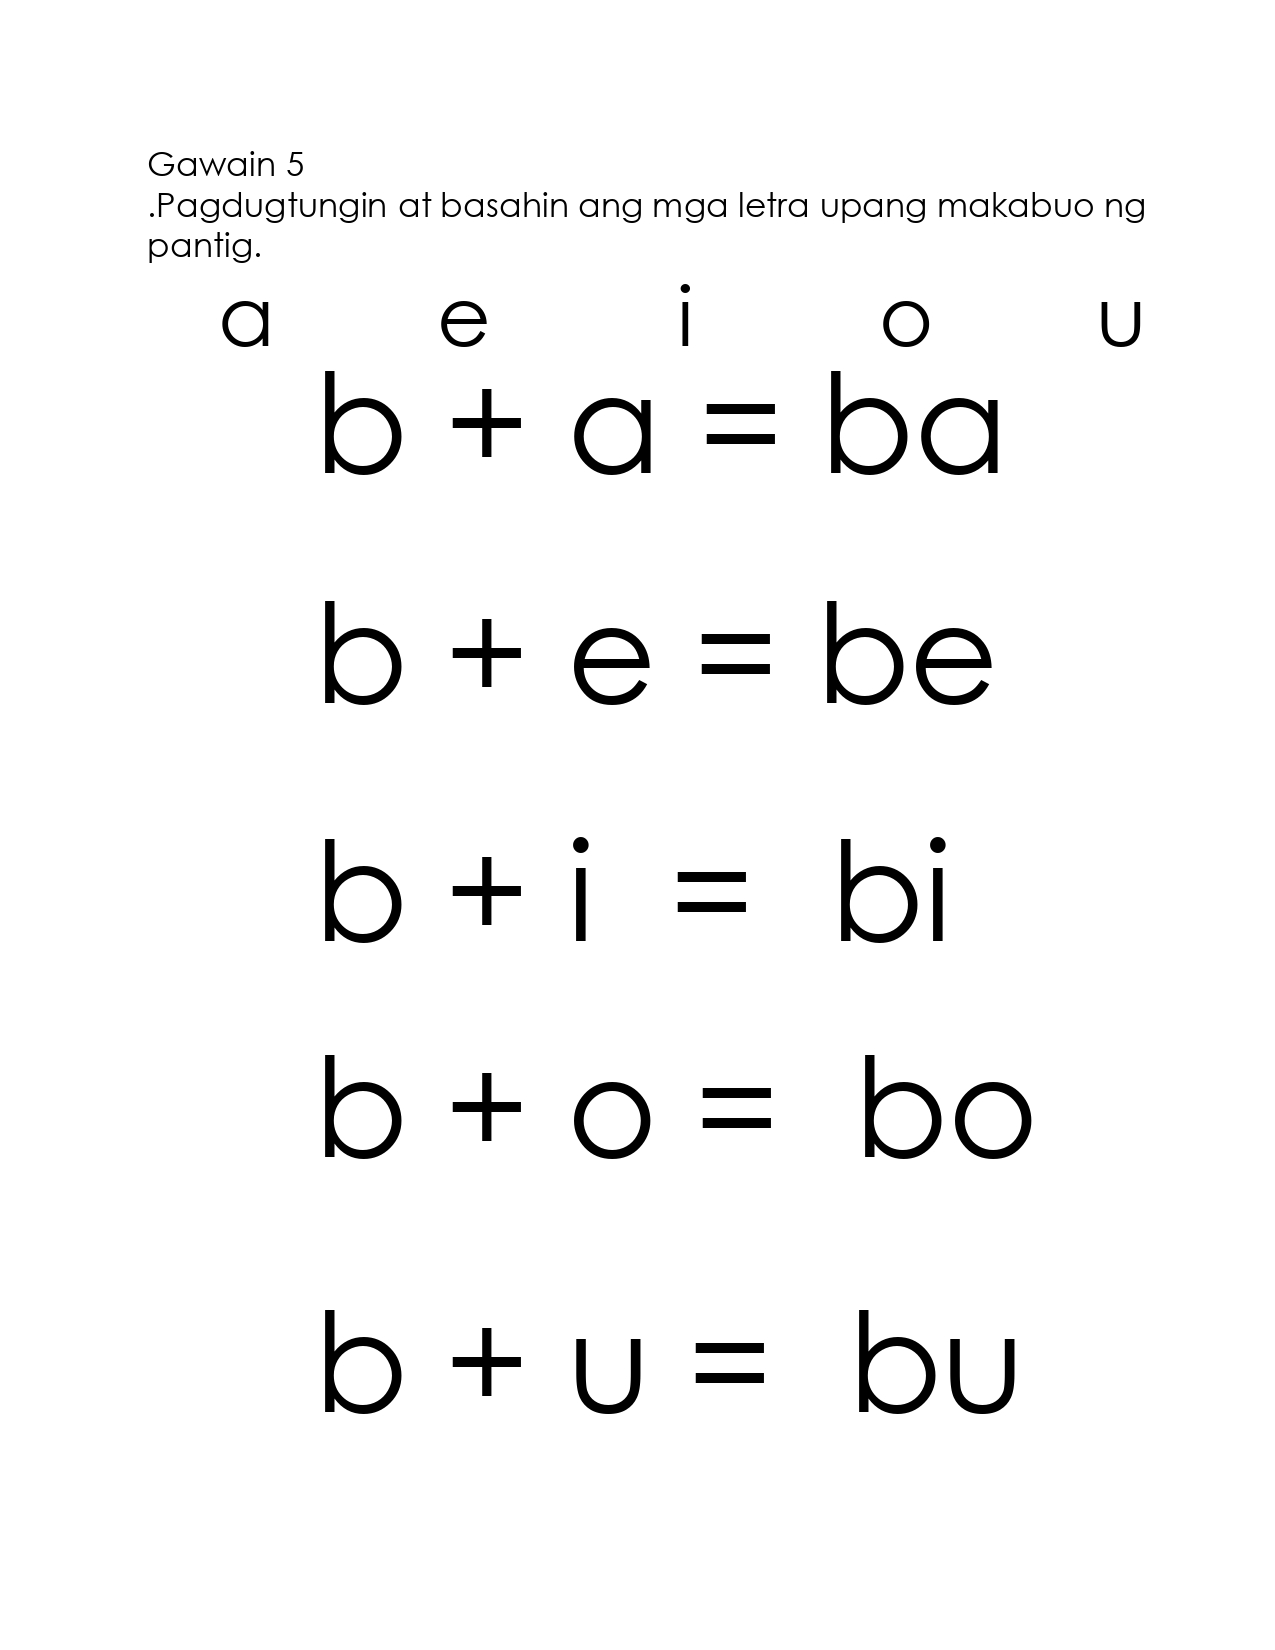 Gawain 5
.Pagdugtungin at basahin ang mga letra upang makabuo ng
pantig.
a e i o u
b + a = ba
b + e = be
b + i = bi
b + o = bo
b + u = bu